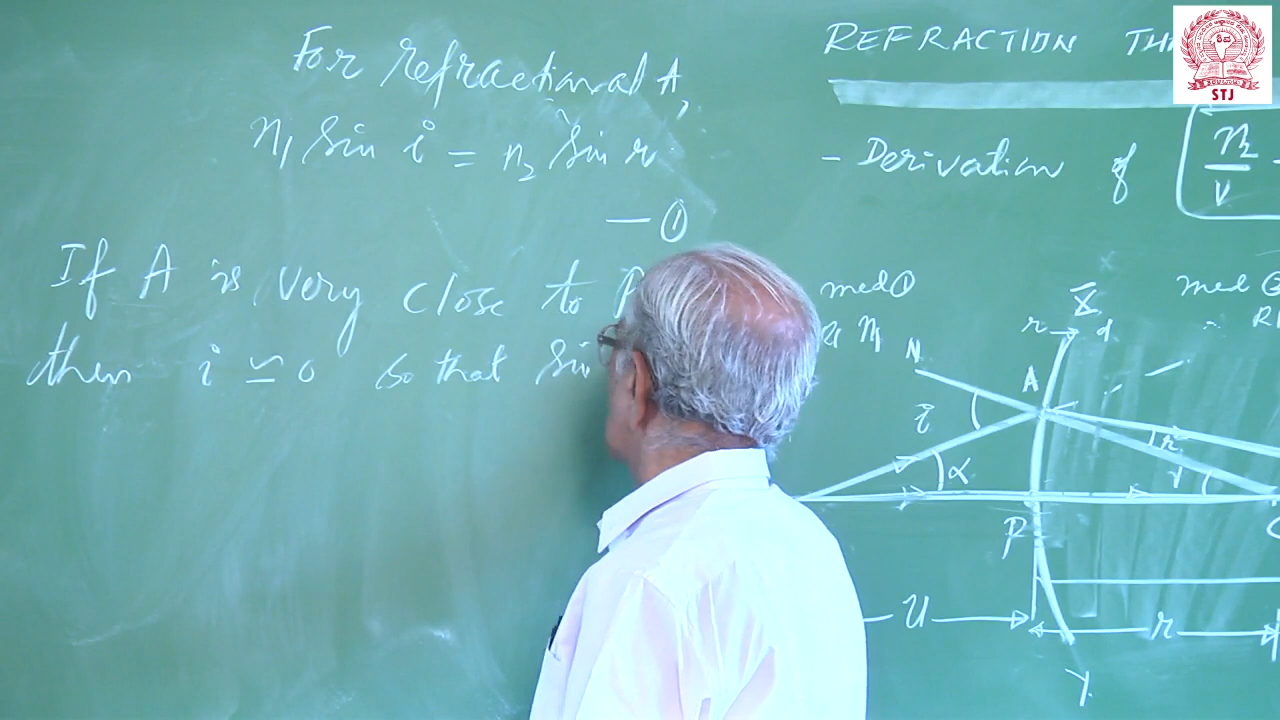 For refraction at A,
n1 Sin i = n2 Sin r
— ①
If A is very close to P
then i ≃ 0 so that Sin
REFRACTION TH
- Derivation of n2/v -
med ①
n1
med
N
A
i
α
r
γ
P
U
r
Y
STJ